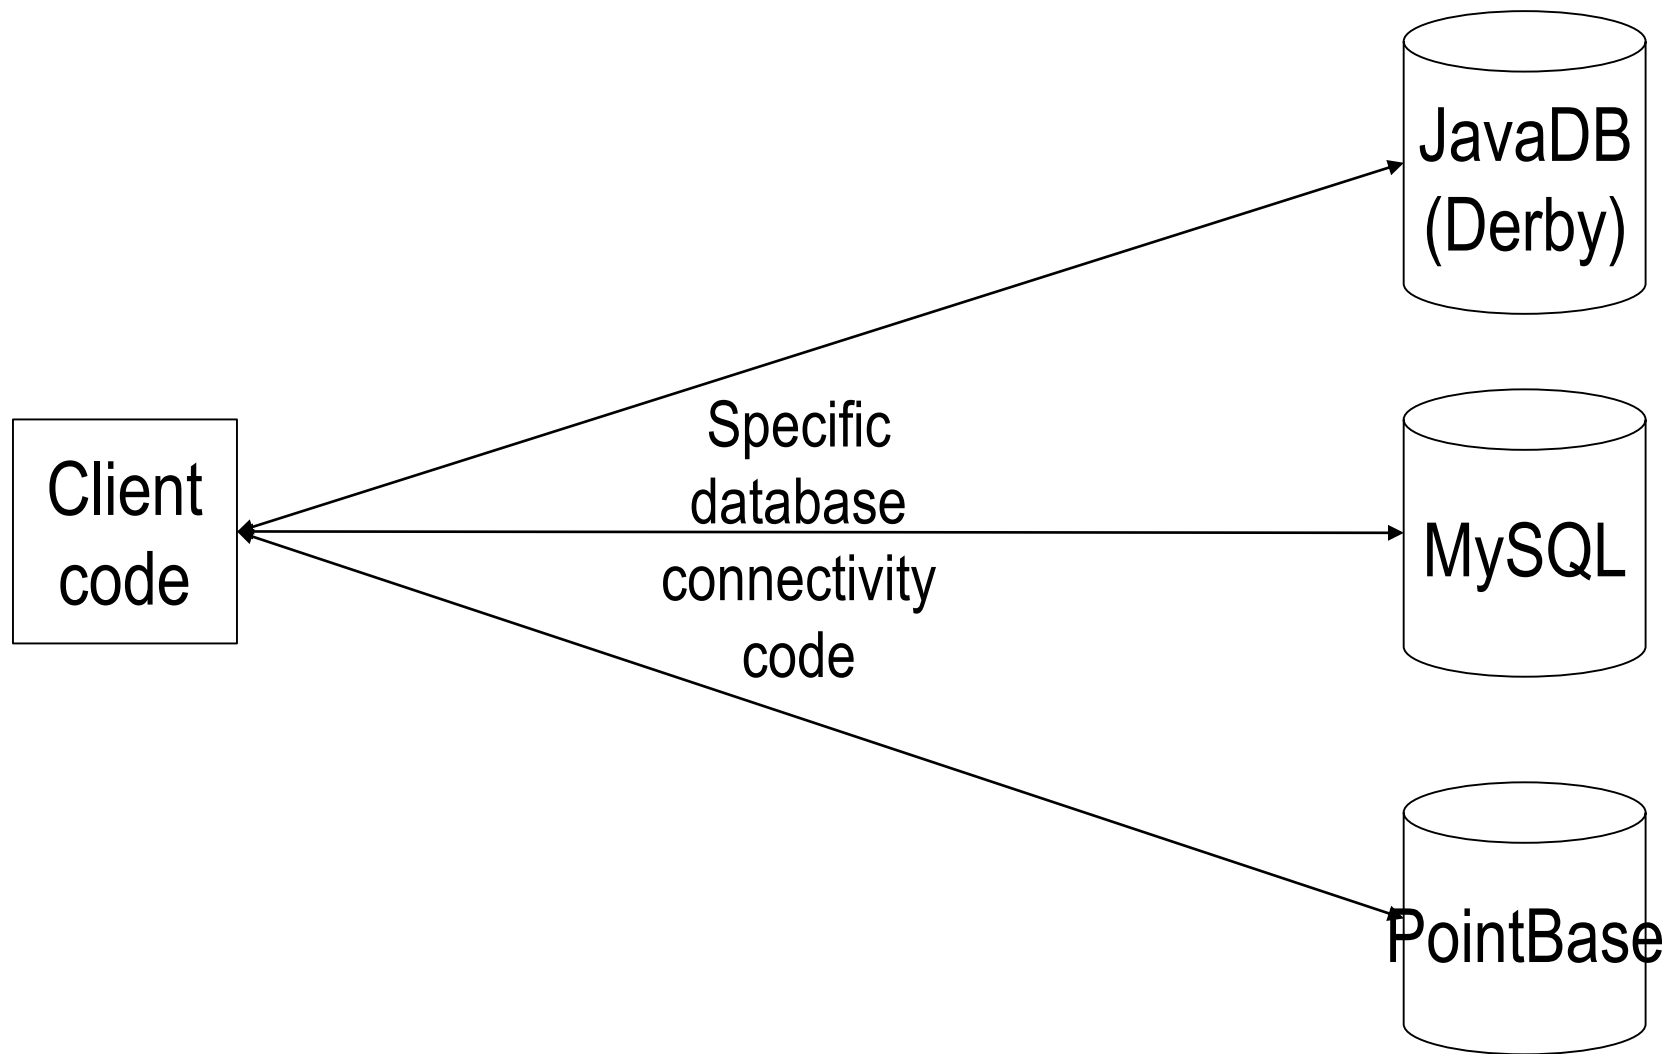 JavaDB
(Derby)
Client
code
Specific
database
connectivity
code
MySQL
PointBase